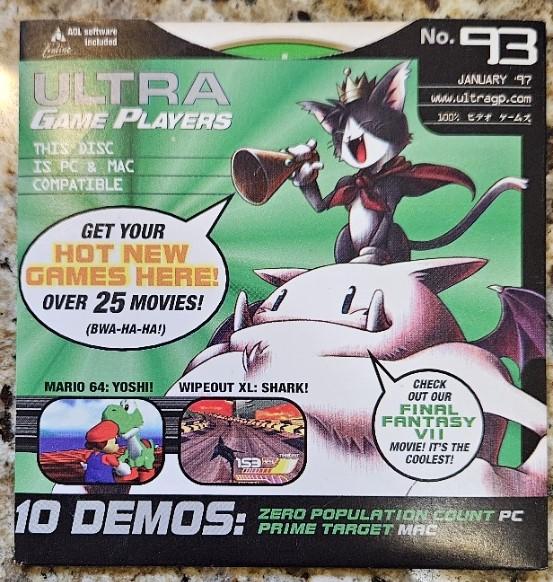 AOL software
included
No. 93
JANUARY '97
www.ultragp.com
100% ビデオ ゲームズ
ULTRA
GAME PLAYERS
THIS DISC
IS PC & MAC
COMPATIBLE
GET YOUR
HOT NEW
GAMES HERE!
OVER 25 MOVIES!
(BWA-HA-HA!)
MARIO 64: YOSHI!
WIPEOUT XL: SHARK!
153
CHECK
OUT OUR
FINAL
FANTASY
VII
MOVIE! IT'S THE
COOLEST!
10 DEMOS:
ZERO POPULATION COUNT PC
PRIME TARGET MAC